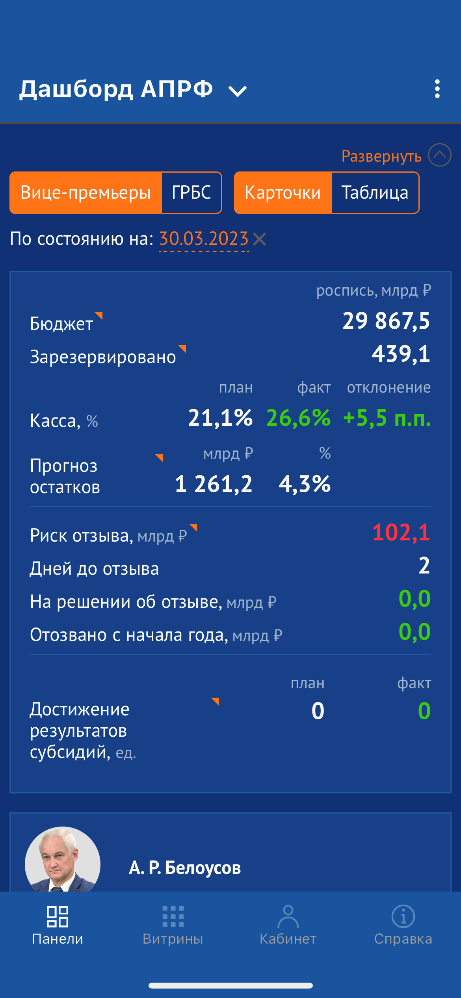 Дашборд АПРФ
Развернуть
Вице-премьеры ГРБС Карточки Таблица
По состоянию на: 30.03.2023
роспись, млрд ₽
Бюджет 29 867,5
Зарезервировано 439,1
план факт отклонение
Касса, % 21,1% 26,6% +5,5 п.п.
млрд ₽ %
Прогноз
остатков 1 261,2 4,3%
Риск отзыва, млрд ₽ 102,1
Дней до отзыва 2
На решении об отзыве, млрд ₽ 0,0
Отозвано с начала года, млрд ₽ 0,0
план факт
Достижение 0 0
результатов
субсидий, ед.
А. Р. Белоусов
Панели Витрины Кабинет Справка